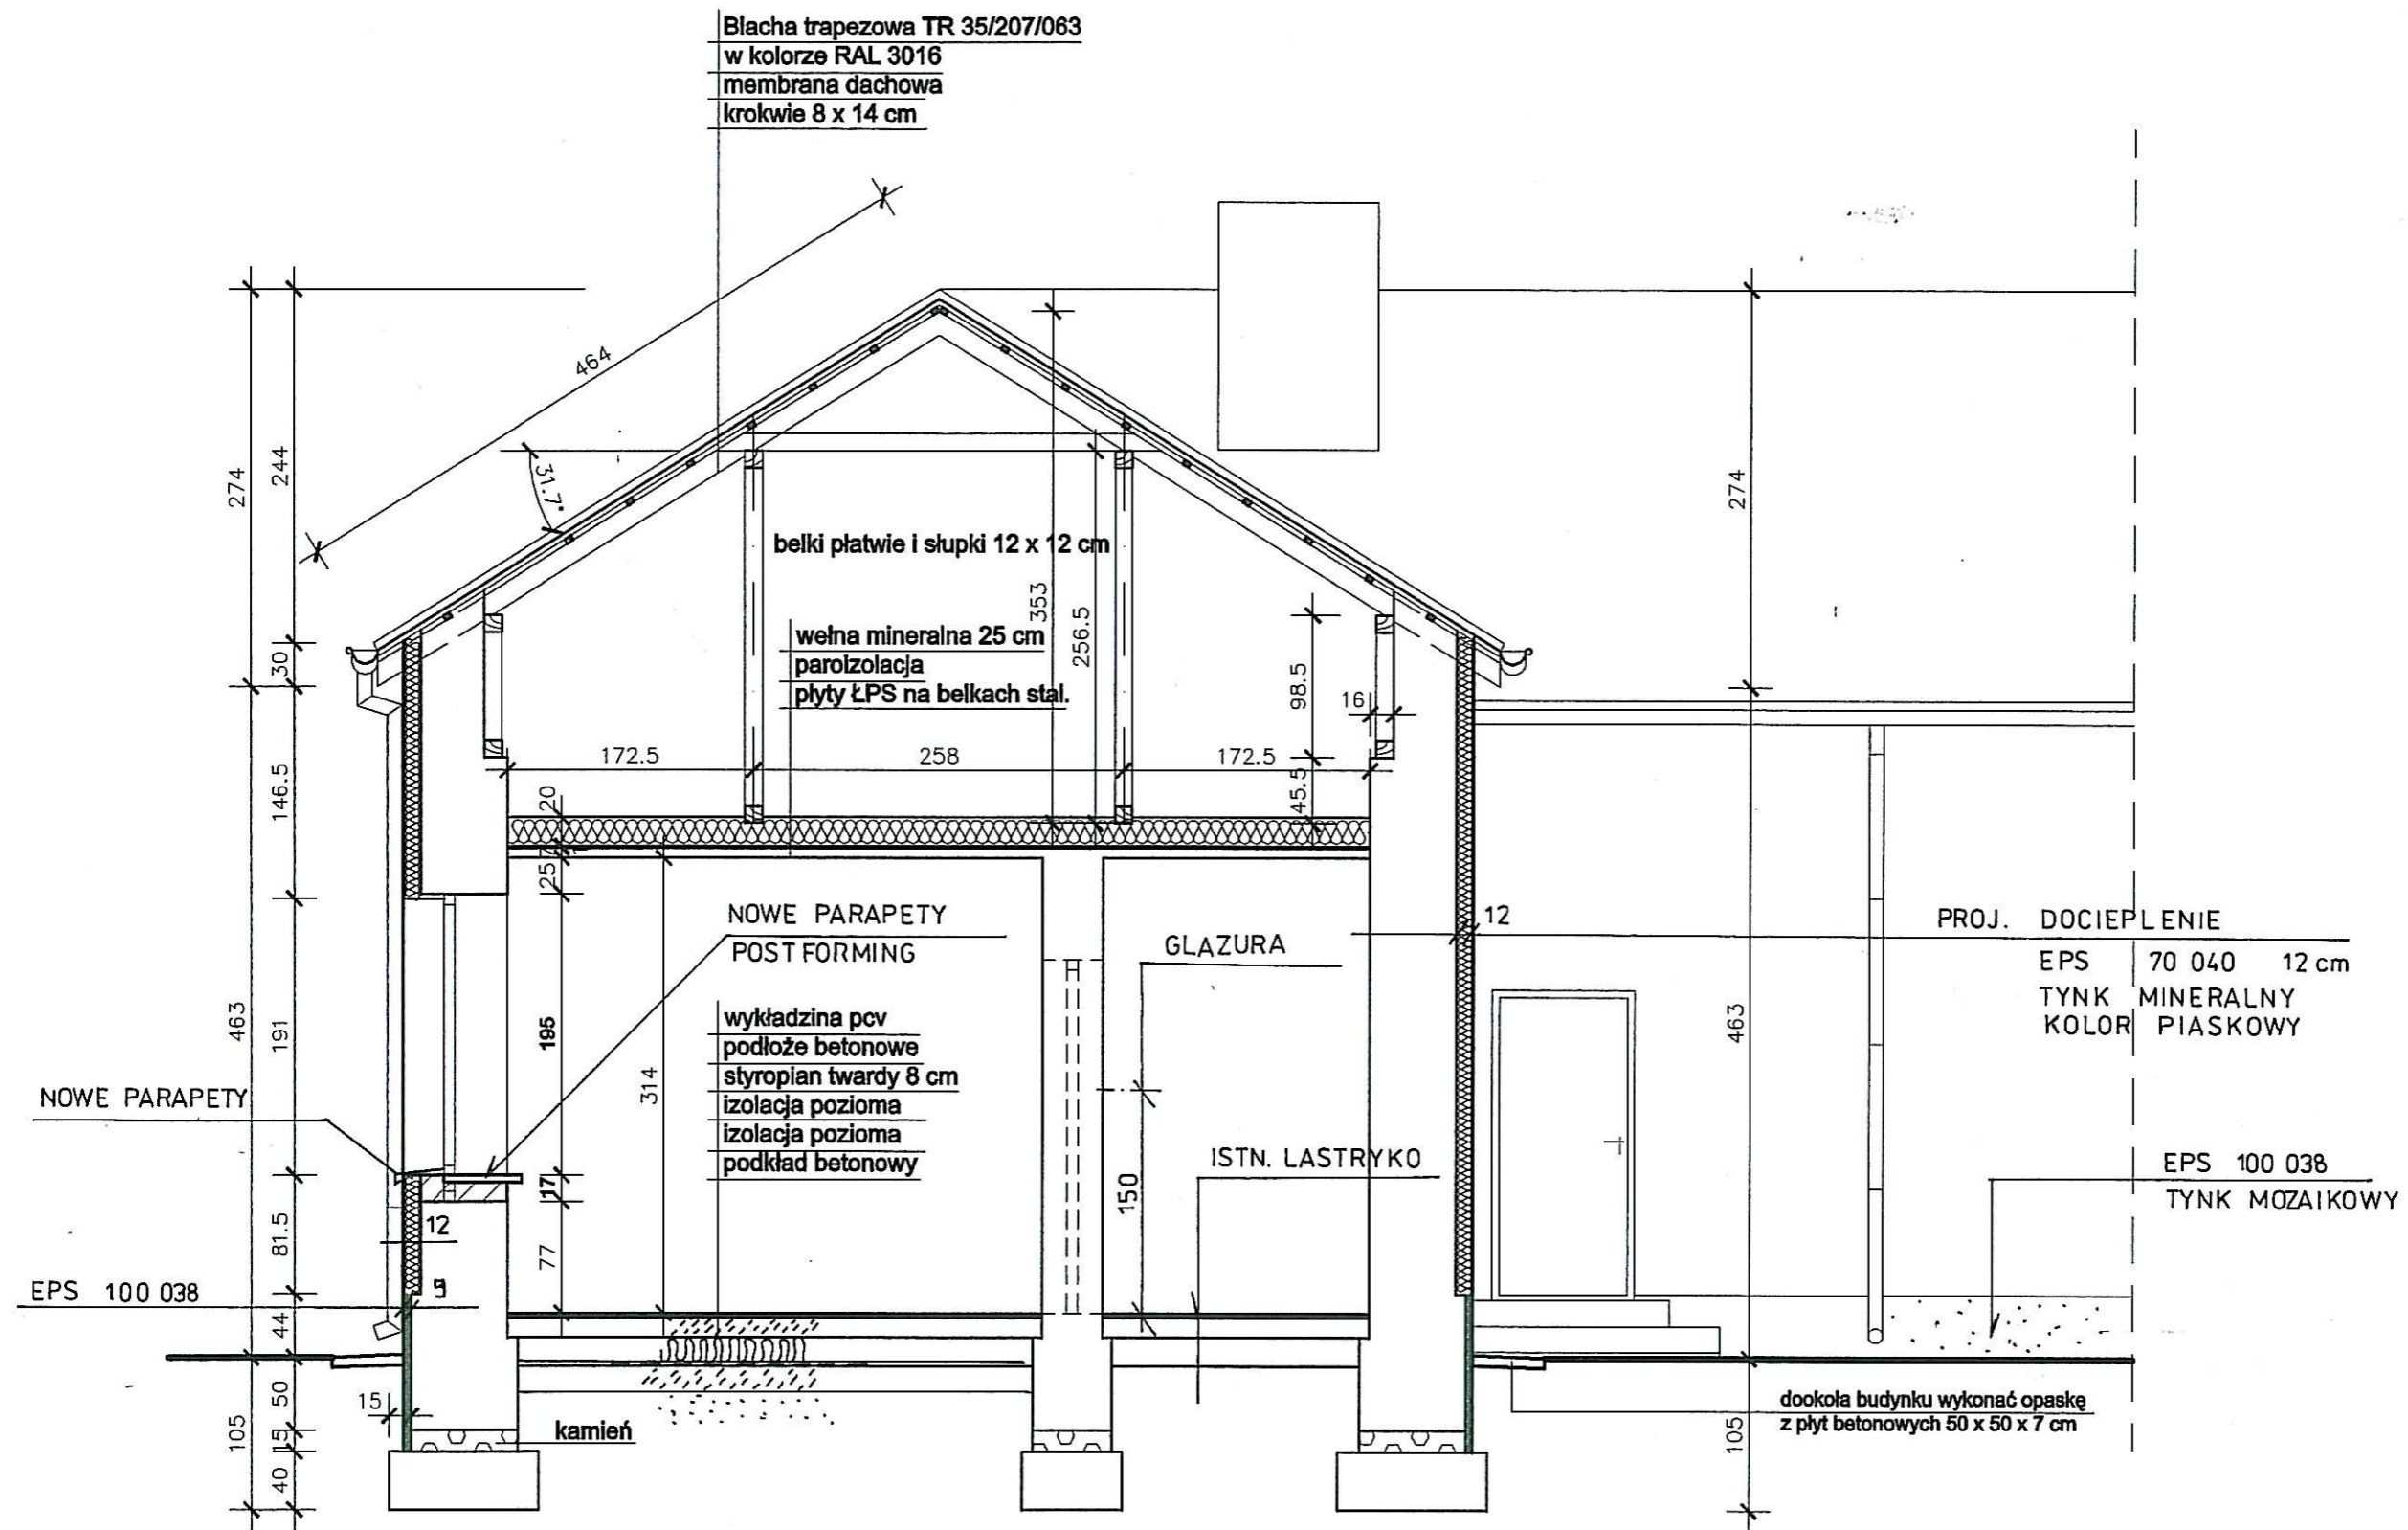 Blacha trapezowa TR 35/207/063
w kolorze RAL 3016
membrana dachowa
krokwie 8 x 14 cm
464
274
244
31.7°
274
belki płatwie i słupki 12 x 12 cm
353
256.5
wełna mineralna 25 cm
paroizolacja
płyty ŁPS na belkach stal.
30
98.5
16
172.5
258
172.5
146.5
20
45.5
7
25
NOWE PARAPETY
POSTFORMING
GLAZURA
12
PROJ. DOCIEPLENIE
EPS 70 040 12 cm
TYNK MINERALNY
KOLOR PIASKOWY
463
191
195
314
463
wykładzina pcv
podłoże betonowe
styropian twardy 8 cm
izolacja pozioma
izolacja pozioma
podkład betonowy
NOWE PARAPETY
ISTN. LASTRYKO
EPS 100 038
TYNK MOZAIKOWY
17
150
81.5
12
77
EPS 100 038
9
44
50
15
105
15
40
kamień
105
dookoła budynku wykonać opaskę
z płyt betonowych 50 x 50 x 7 cm